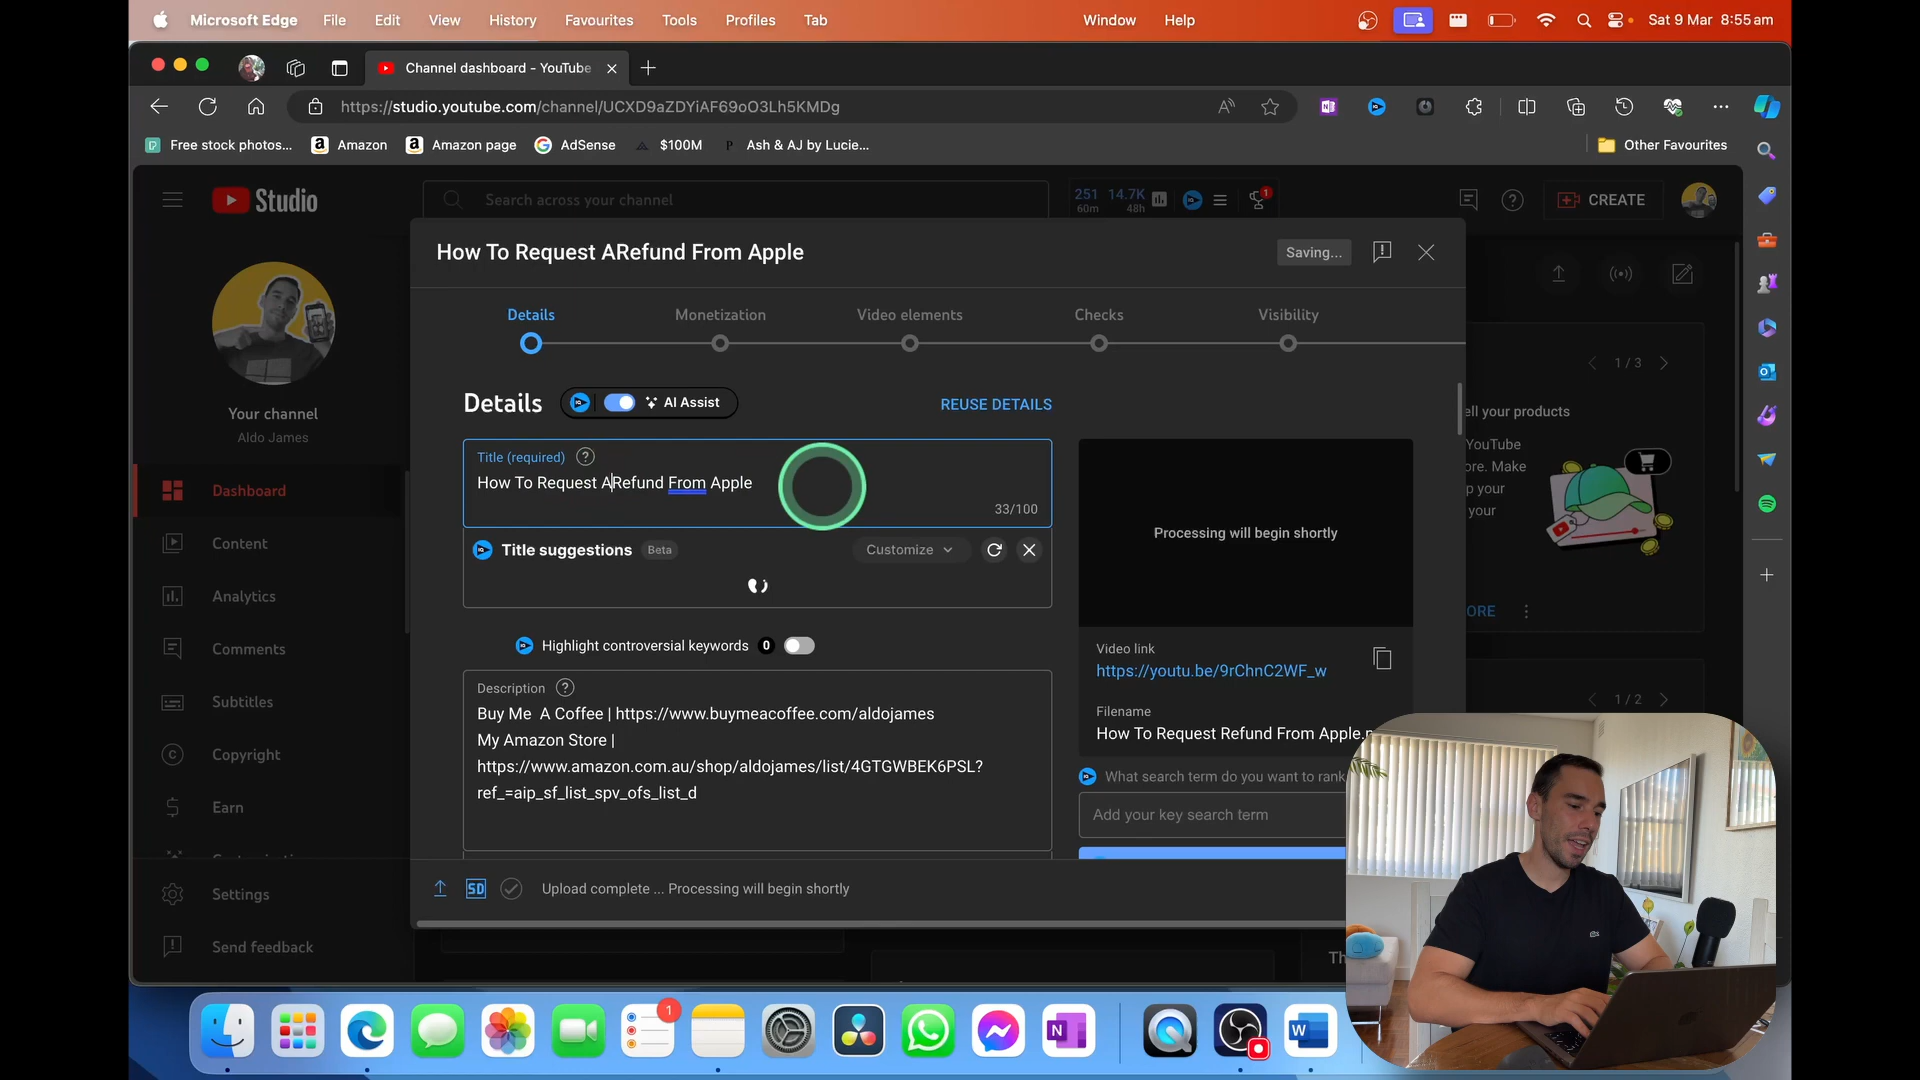 Microsoft Edge File Edit View History Favourites Tools Profiles Tab Window Help Sat 9 Mar 8:55am
Channel dashboard - YouTube
https://studio.youtube.com/channel/UCXD9aZDYiAF69oO3Lh5KMDg
Free stock photos... Amazon Amazon page AdSense $100M Ash & AJ by Lucie... Other Favourites
Studio
Search across your channel
251 14.7K
60m 48h
1
CREATE
How To Request ARefund From Apple
Saving...
Details Monetization Video elements Checks Visibility
1 / 3
Details
AI Assist
REUSE DETAILS
Your channel
Aldo James
ell your products
YouTube
ore. Make
p your
your
Title (required)
How To Request ARefund From Apple
33/100
Processing will begin shortly
Dashboard
Content
Analytics
Comments
Subtitles
Copyright
Earn
Settings
Send feedback
Title suggestions Beta Customize
ORE
Highlight controversial keywords 0
Description
Buy Me  A Coffee | https://www.buymeacoffee.com/aldojames
My Amazon Store |
https://www.amazon.com.au/shop/aldojames/list/4GTGWBEK6PSL?
ref_=aip_sf_list_spv_ofs_list_d
Video link
https://youtu.be/9rChnC2WF_w
1 / 2
Filename
How To Request Refund From Apple.
What search term do you want to rank
Add your key search term
SD
Upload complete ... Processing will begin shortly
Th
1